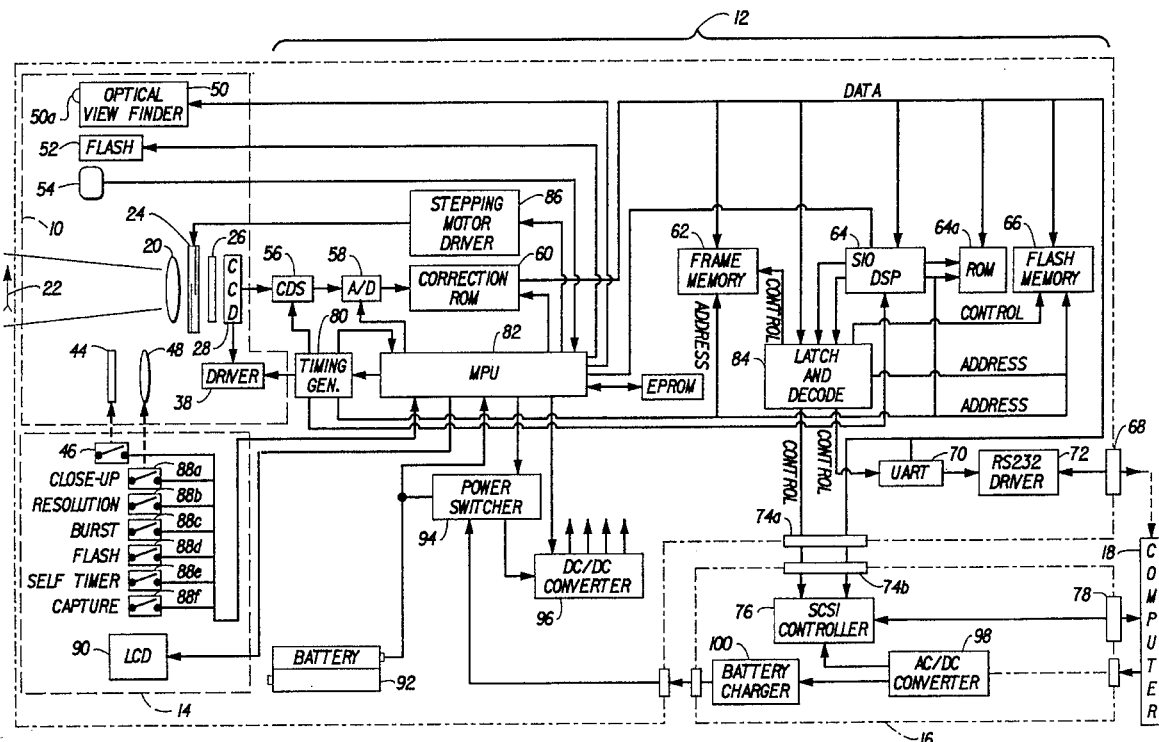 12
DATA
OPTICAL
VIEW FINDER
50
50a
52
FLASH
54
10
24
20
26
22
CCD
28
56
CDS
58
A/D
STEPPING
MOTOR
DRIVER
86
60
CORRECTION
ROM
62
FRAME
MEMORY
64
SIO
DSP
64a
ROM
66
FLASH
MEMORY
CONTROL
CONTROL
ADDRESS
44
48
DRIVER
38
80
TIMING
GEN.
82
MPU
EPROM
84
LATCH
AND
DECODE
ADDRESS
ADDRESS
46
CLOSE-UP
88a
RESOLUTION
88b
BURST
88c
FLASH
88d
SELF TIMER
88e
CAPTURE
88f
90
LCD
14
BATTERY
92
POWER
SWITCHER
94
DC/DC
CONVERTER
96
CONTROL
CONTROL
70
UART
72
RS232
DRIVER
68
74a
74b
76
SCSI
CONTROLLER
78
18
COMPUTER
100
BATTERY
CHARGER
98
AC/DC
CONVERTER
16